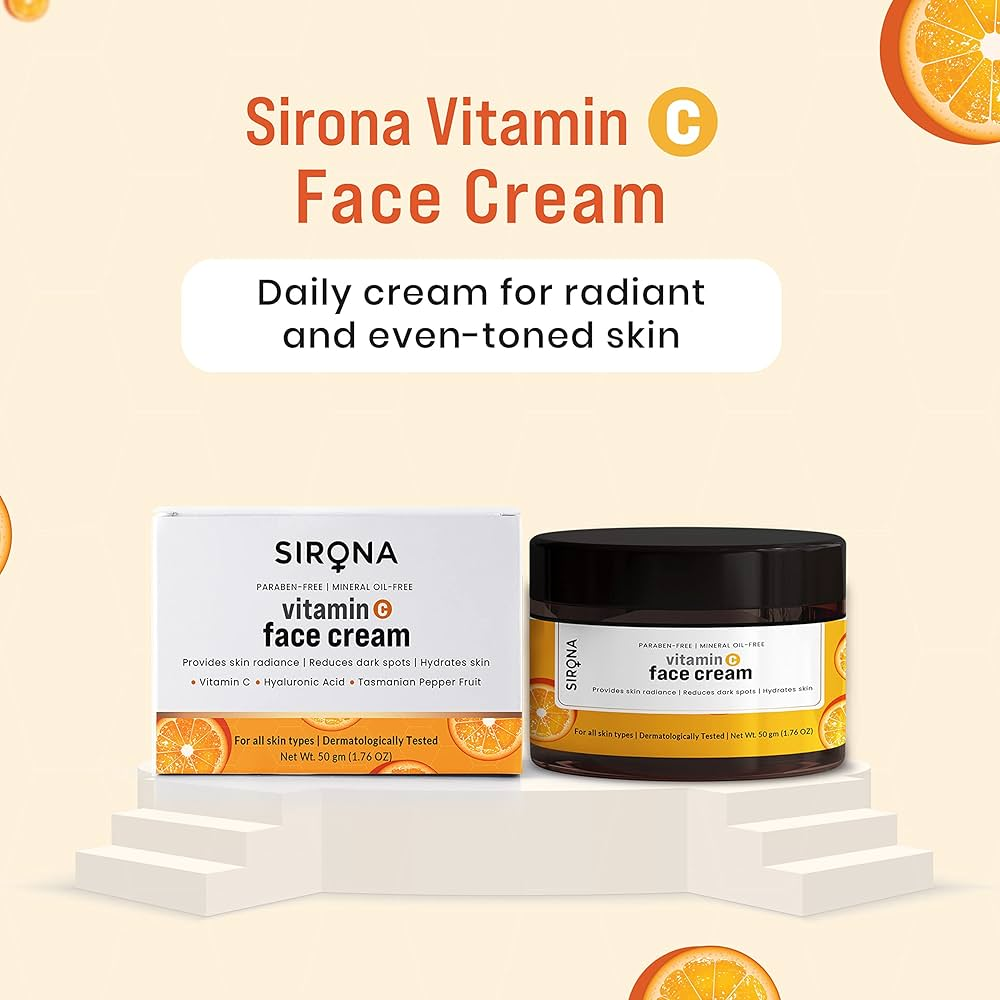 Sirona Vitamin C
Face Cream
Daily cream for radiant
and even-toned skin
SIRONA
PARABEN-FREE | MINERAL OIL-FREE
vitamin C
face cream
Provides skin radiance | Reduces dark spots | Hydrates skin
• Vitamin C • Hyaluronic Acid • Tasmanian Pepper Fruit
For all skin types | Dermatologically Tested
Net Wt. 50 gm (1.76 OZ)
SIRONA
PARABEN-FREE | MINERAL OIL-FREE
vitamin C
face cream
Provides skin radiance | Reduces dark spots | Hydrates skin
For all skin types | Dermatologically Tested | Net Wt. 50 gm (1.76 OZ)